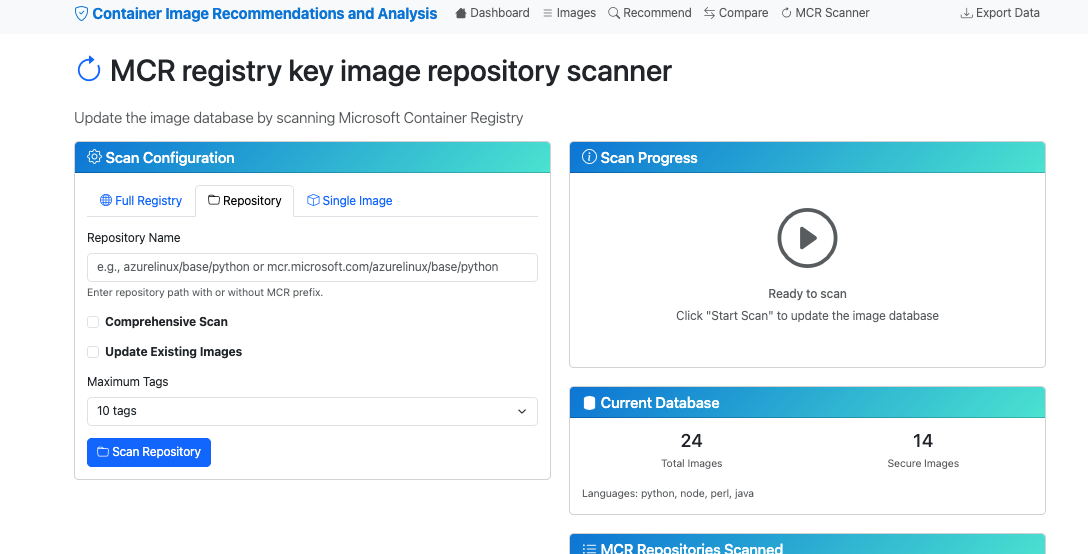 Container Image Recommendations and Analysis Dashboard Images Recommend Compare MCR Scanner Export Data
MCR registry key image repository scanner
Update the image database by scanning Microsoft Container Registry
Scan Configuration
Full Registry Repository Single Image
Repository Name
e.g., azurelinux/base/python or mcr.microsoft.com/azurelinux/base/python
Enter repository path with or without MCR prefix.
Comprehensive Scan
Update Existing Images
Maximum Tags
10 tags
Scan Repository
Scan Progress
Ready to scan
Click "Start Scan" to update the image database
Current Database
24 14
Total Images Secure Images
Languages: python, node, perl, java
MCR Repositories Scanned